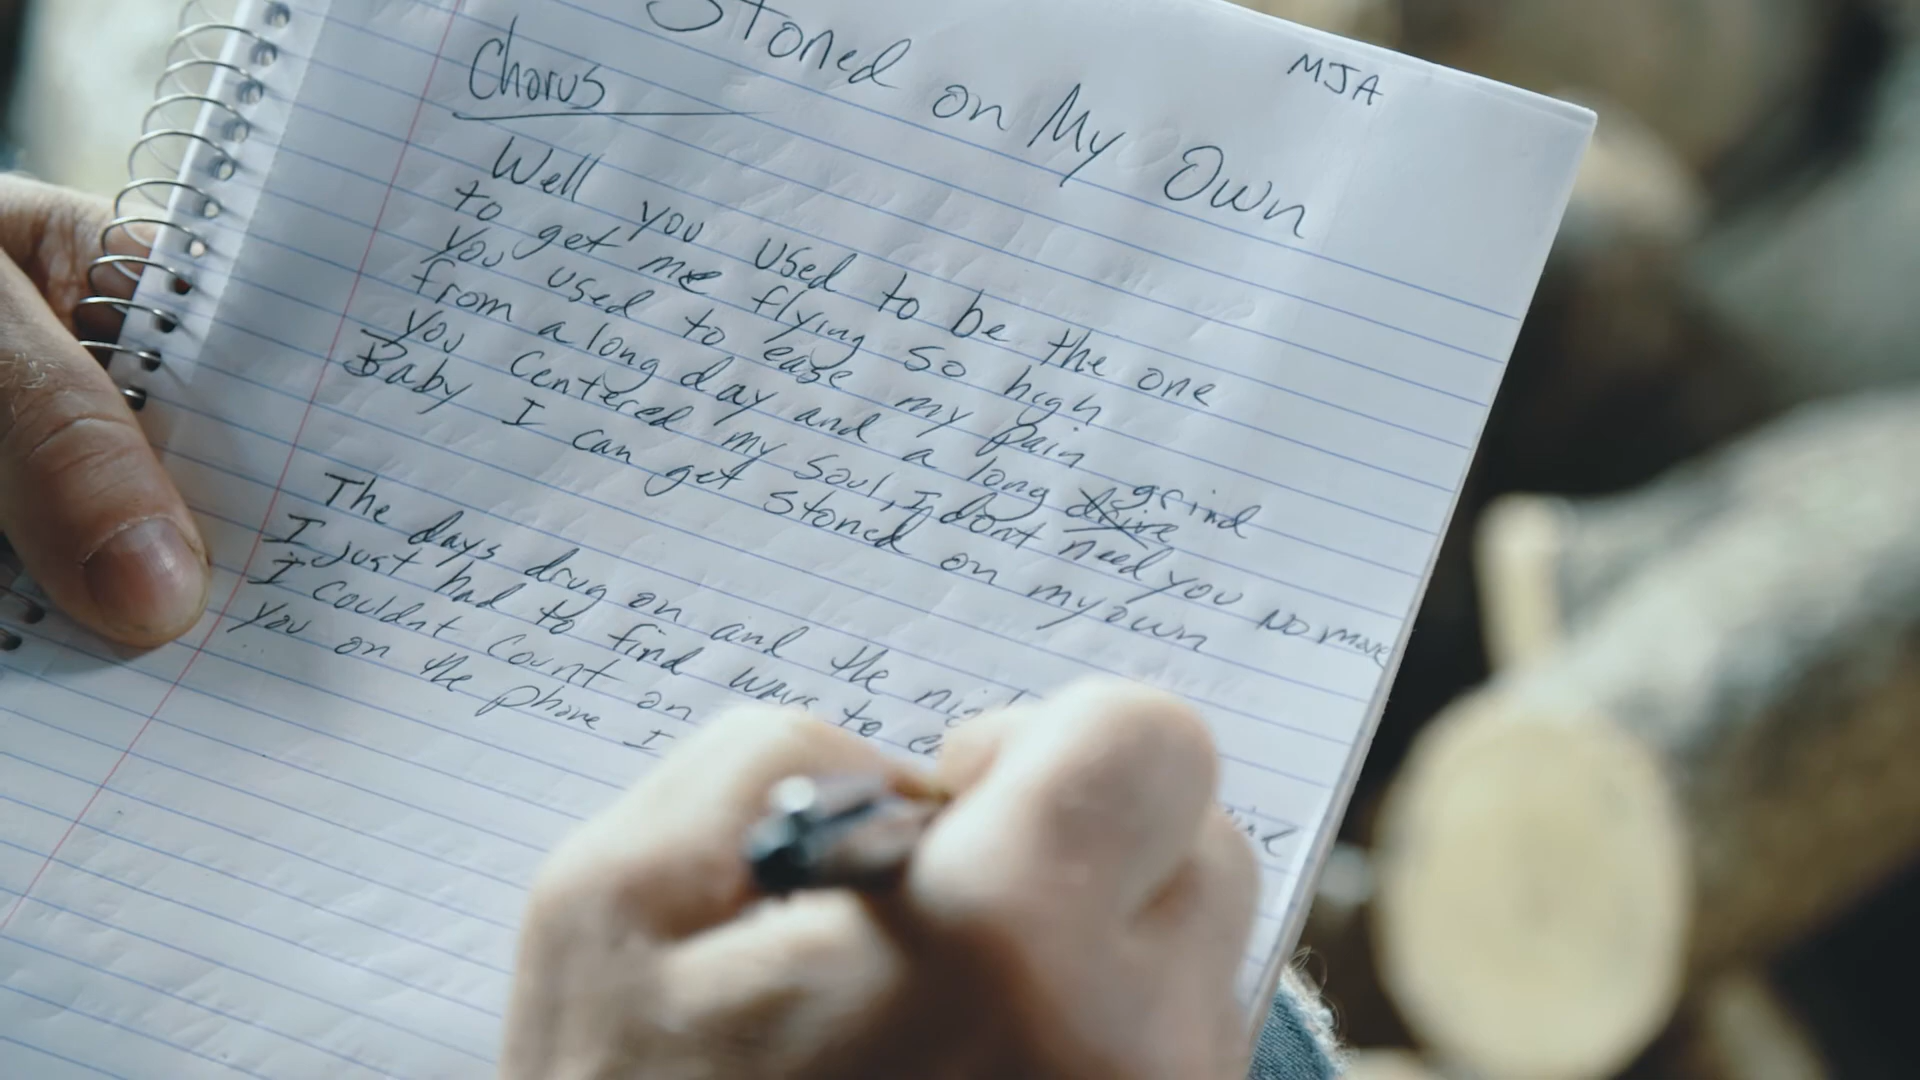 Stoned on My Own
MJA
Chorus
Well you used to be the one
to get me flying so high
you used to ease my pain
from a long day and a long drive grind
you centered my soul, I dont need you no more
Baby I can get stoned on my own
The days drug on and the
I just had to find ways to
I couldnt count on
you on the phone I